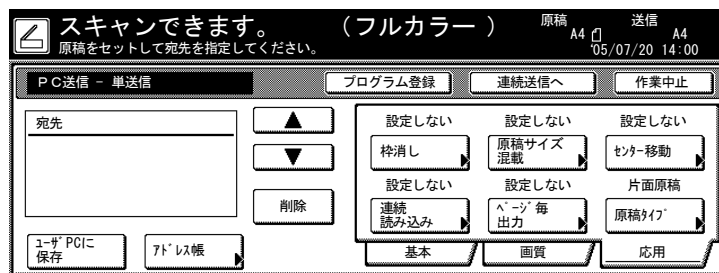 スキャンできます。 （フルカラー ） 原稿 A4 送信 A4
原稿をセットして宛先を指定してください。 '05/07/20 14:00
ＰＣ送信 − 単送信 プログラム登録 連続送信へ 作業中止
宛先
削除
ﾕｰｻﾞPCに
保存
ｱﾄﾞﾚｽ帳
設定しない 設定しない 設定しない
枠消し
原稿サイズ
混載
ｾﾝﾀｰ移動
設定しない 設定しない 片面原稿
連続
読み込み
ﾍﾟｰｼﾞ毎
出力
原稿ﾀｲﾌﾟ
基本 画質 応用